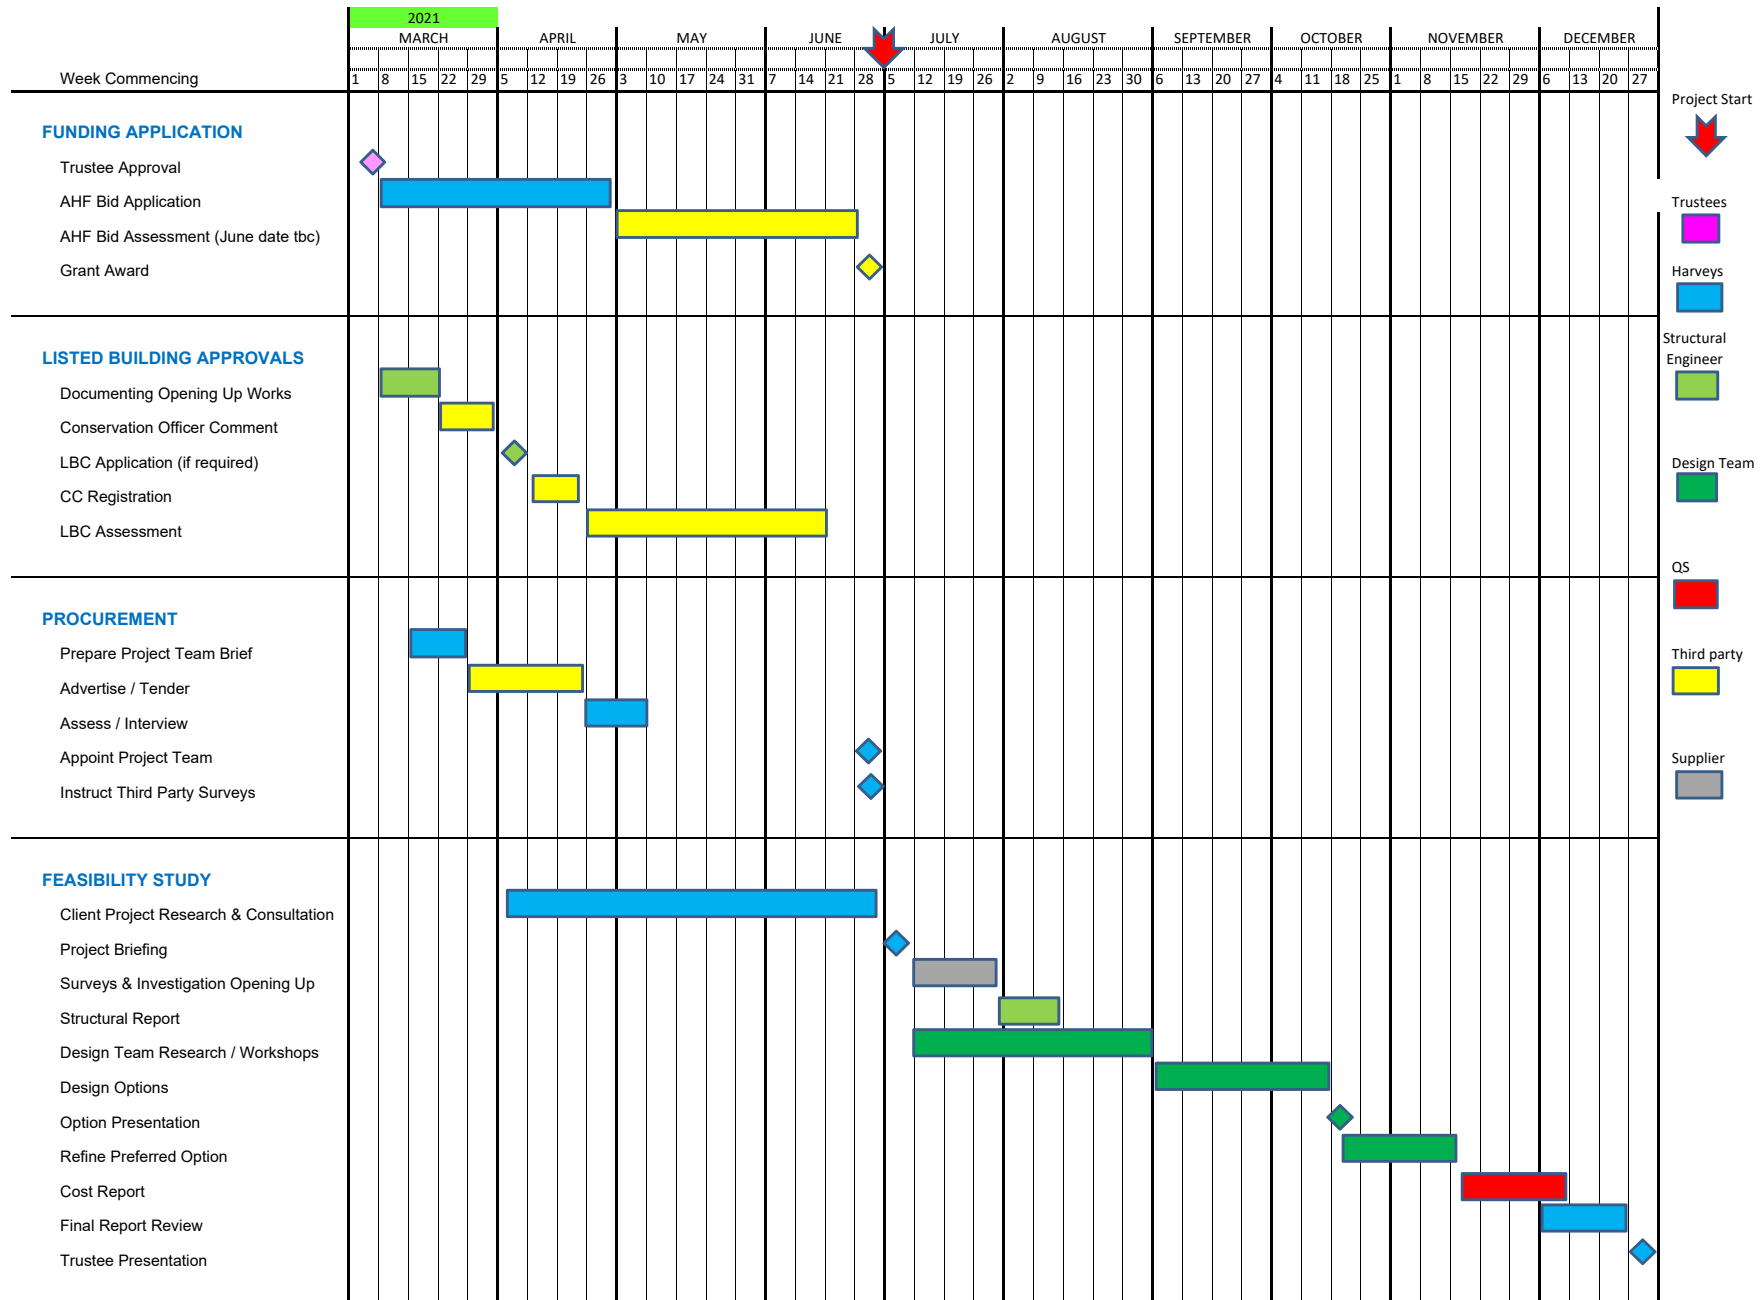 2021
MARCH APRIL MAY JUNE JULY AUGUST SEPTEMBER OCTOBER NOVEMBER DECEMBER
Week Commencing 1 8 15 22 29 5 12 19 26 3 10 17 24 31 7 14 21 28 5 12 19 26 2 9 16 23 30 6 13 20 27 4 11 18 25 1 8 15 22 29 6 13 20 27
Project Start
FUNDING APPLICATION
Trustee Approval
AHF Bid Application
Trustees
AHF Bid Assessment (June date tbc)
Grant Award
Harveys
Structural
Engineer
LISTED BUILDING APPROVALS
Documenting Opening Up Works
Conservation Officer Comment
LBC Application (if required)
Design Team
CC Registration
LBC Assessment
QS
PROCUREMENT
Prepare Project Team Brief
Third party
Advertise / Tender
Assess / Interview
Appoint Project Team
Supplier
Instruct Third Party Surveys
FEASIBILITY STUDY
Client Project Research & Consultation
Project Briefing
Surveys & Investigation Opening Up
Structural Report
Design Team Research / Workshops
Design Options
Option Presentation
Refine Preferred Option
Cost Report
Final Report Review
Trustee Presentation